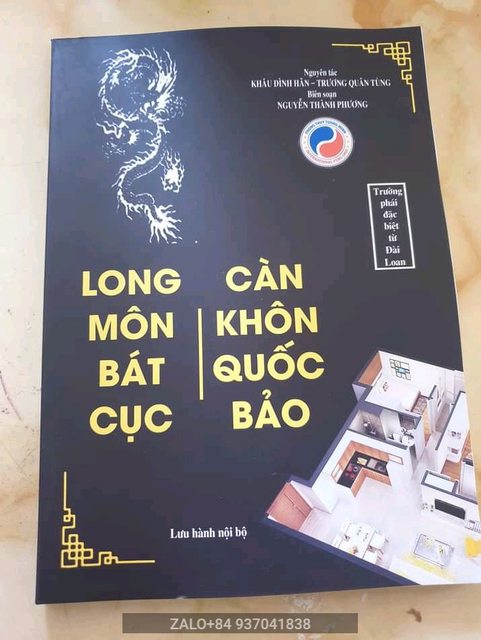 Nguyên tác
KHÂU ĐÌNH HÃN – TRƯƠNG QUÂN TÙNG
Biên soạn
NGUYỄN THÀNH PHƯƠNG
Trường
phái
đặc
biệt
từ
Đài
Loan
LONG
MÔN
BÁT
CỤC
CÀN
KHÔN
QUỐC
BẢO
Lưu hành nội bộ
ZALO+84 937041838